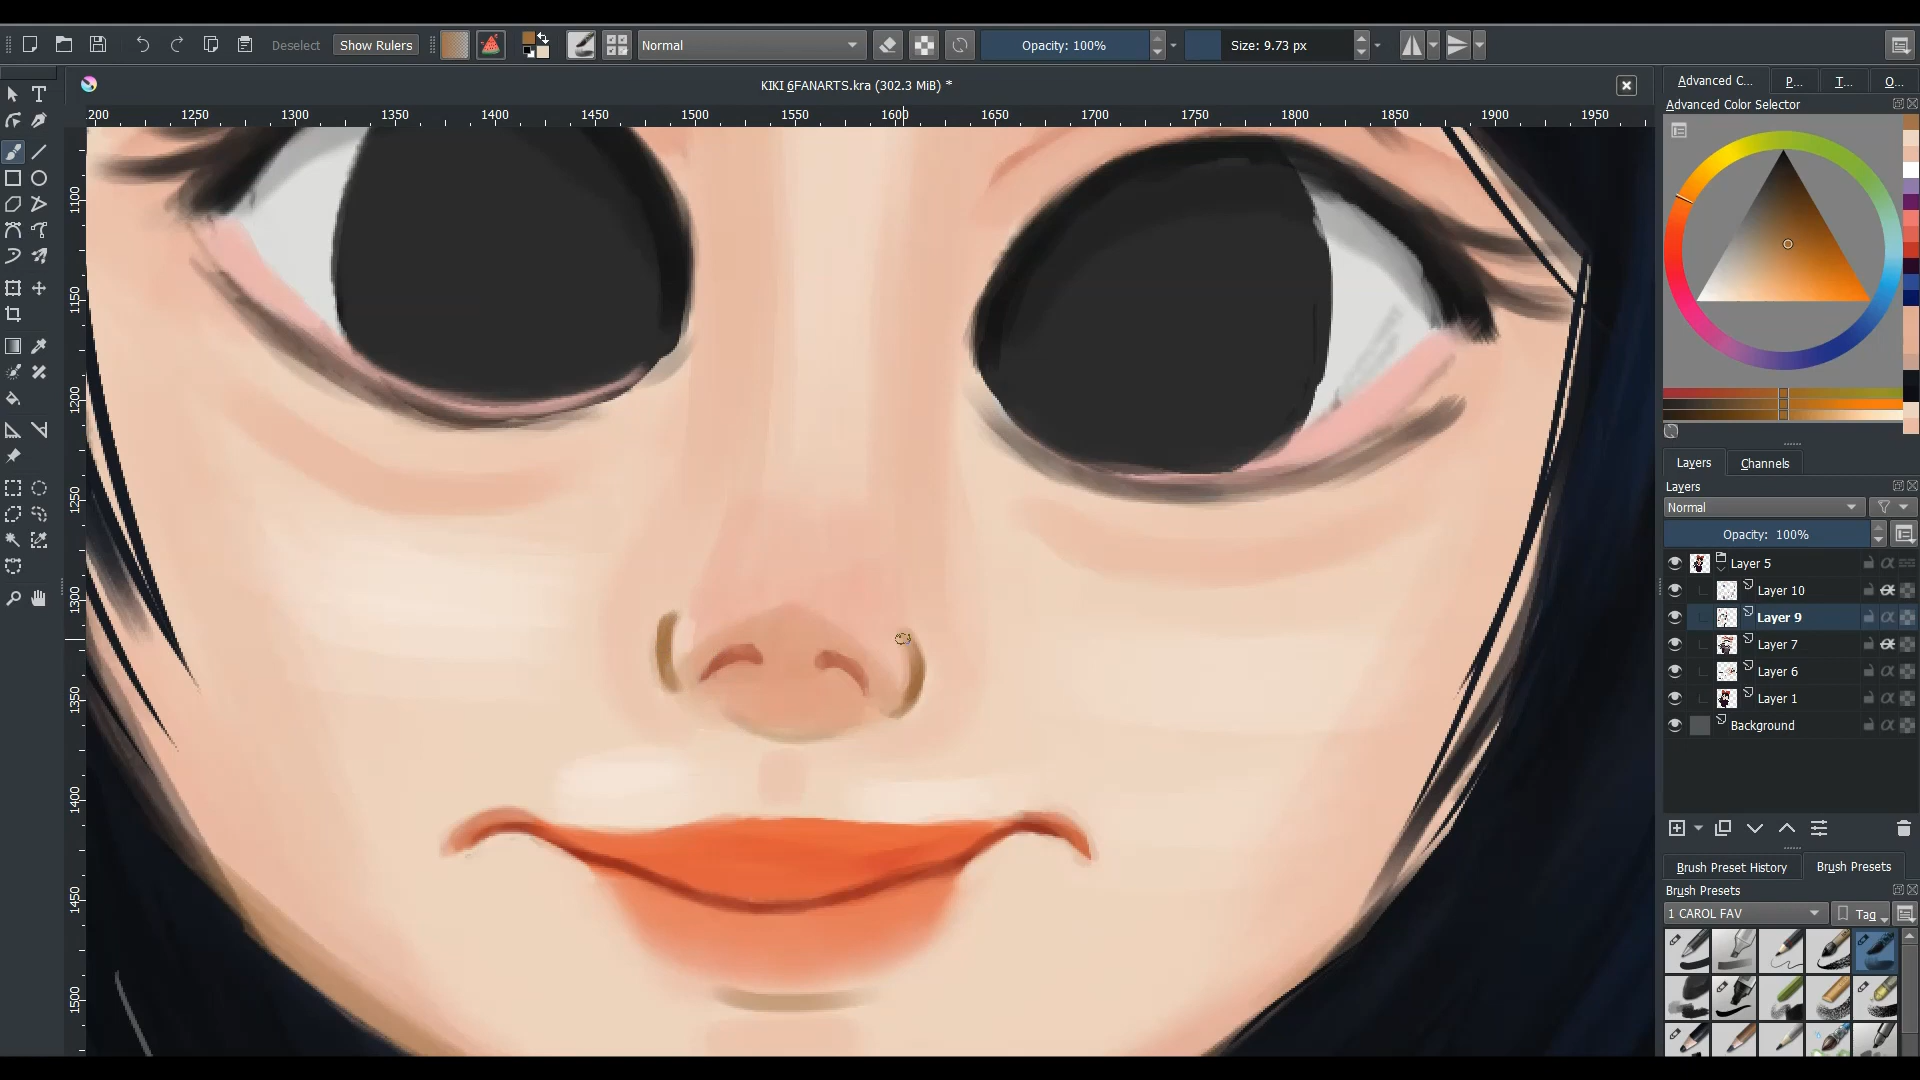 Deselect Show Rulers Normal Opacity: 100% Size: 9.73 px
KIKI 6FANARTS.kra (302.3 MiB) *
Advanced C... P... T... O...
Advanced Color Selector
1200 1250 1300 1350 1400 1450 1500 1550 1600 1650 1700 1750 1800 1850 1900 1950
1100
1150
1200
1250
1300
1350
1400
1450
1500
Layers Channels
Layers
Normal
Opacity: 100%
Layer 5
Layer 10
Layer 9
Layer 7
Layer 6
Layer 1
Background
Brush Preset History Brush Presets
Brush Presets
1 CAROL FAV Tag